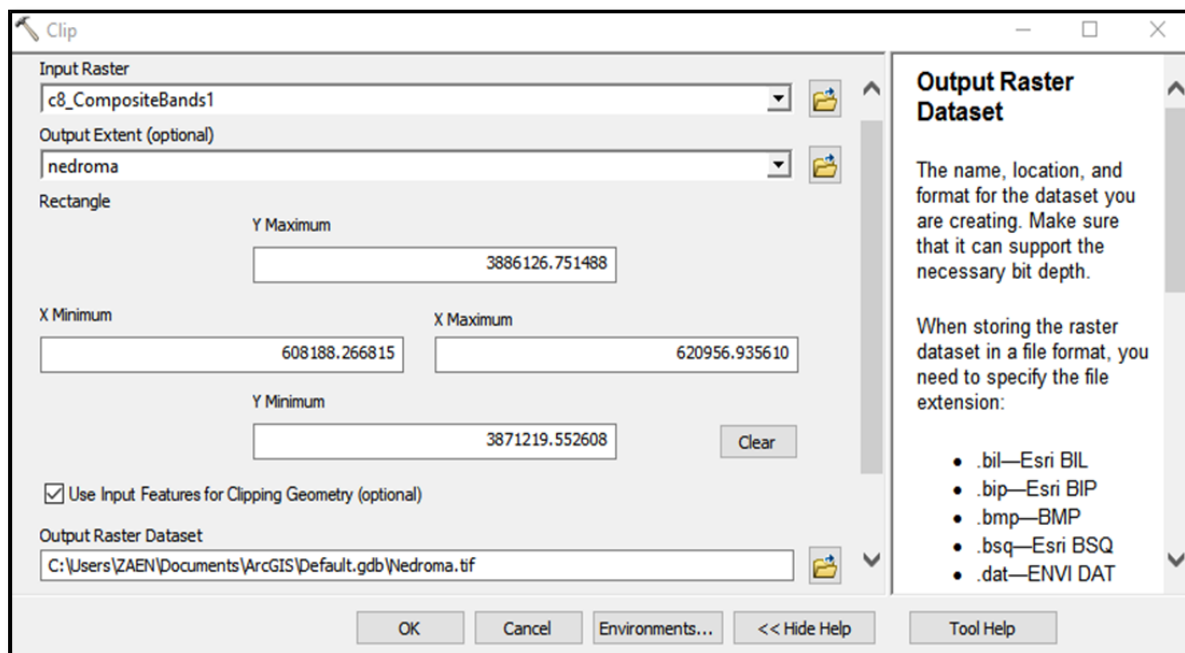 Clip
Input Raster
c8_CompositeBands1
Output Extent (optional)
nedroma
Rectangle
Y Maximum
3886126.751488
X Minimum
X Maximum
608188.266815
620956.935610
Y Minimum
3871219.552608
Clear
Use Input Features for Clipping Geometry (optional)
Output Raster Dataset
C:\Users\ZAEN\Documents\ArcGIS\Default.gdb\Nedroma.tif
OK
Cancel
Environments...
<< Hide Help
Tool Help
Output Raster
Dataset
The name, location, and
format for the dataset you
are creating. Make sure
that it can support the
necessary bit depth.
When storing the raster
dataset in a file format, you
need to specify the file
extension:
• .bil—Esri BIL
• .bip—Esri BIP
• .bmp—BMP
• .bsq—Esri BSQ
• .dat—ENVI DAT